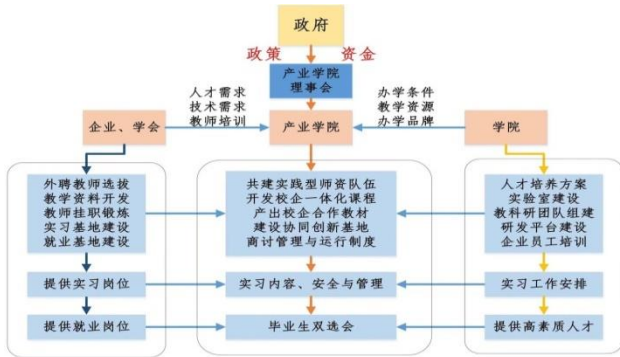 政府
政策 资金
产业学院
理事会
人才需求
技术需求
教师培训
办学条件
教学资源
办学品牌
企业、学会
产业学院
学院
外聘教师选拔
教学资料开发
教师挂职锻炼
实习基地建设
就业基地建设
共建实践型师资队伍
开发校企一体化课程
产出校企合作教材
建设协同创新基地
商讨管理与运行制度
人才培养方案
实验室建设
教科研团队组建
研发平台建设
企业员工培训
提供实习岗位
实习内容、安全与管理
实习工作安排
提供就业岗位
毕业生双选会
提供高素质人才